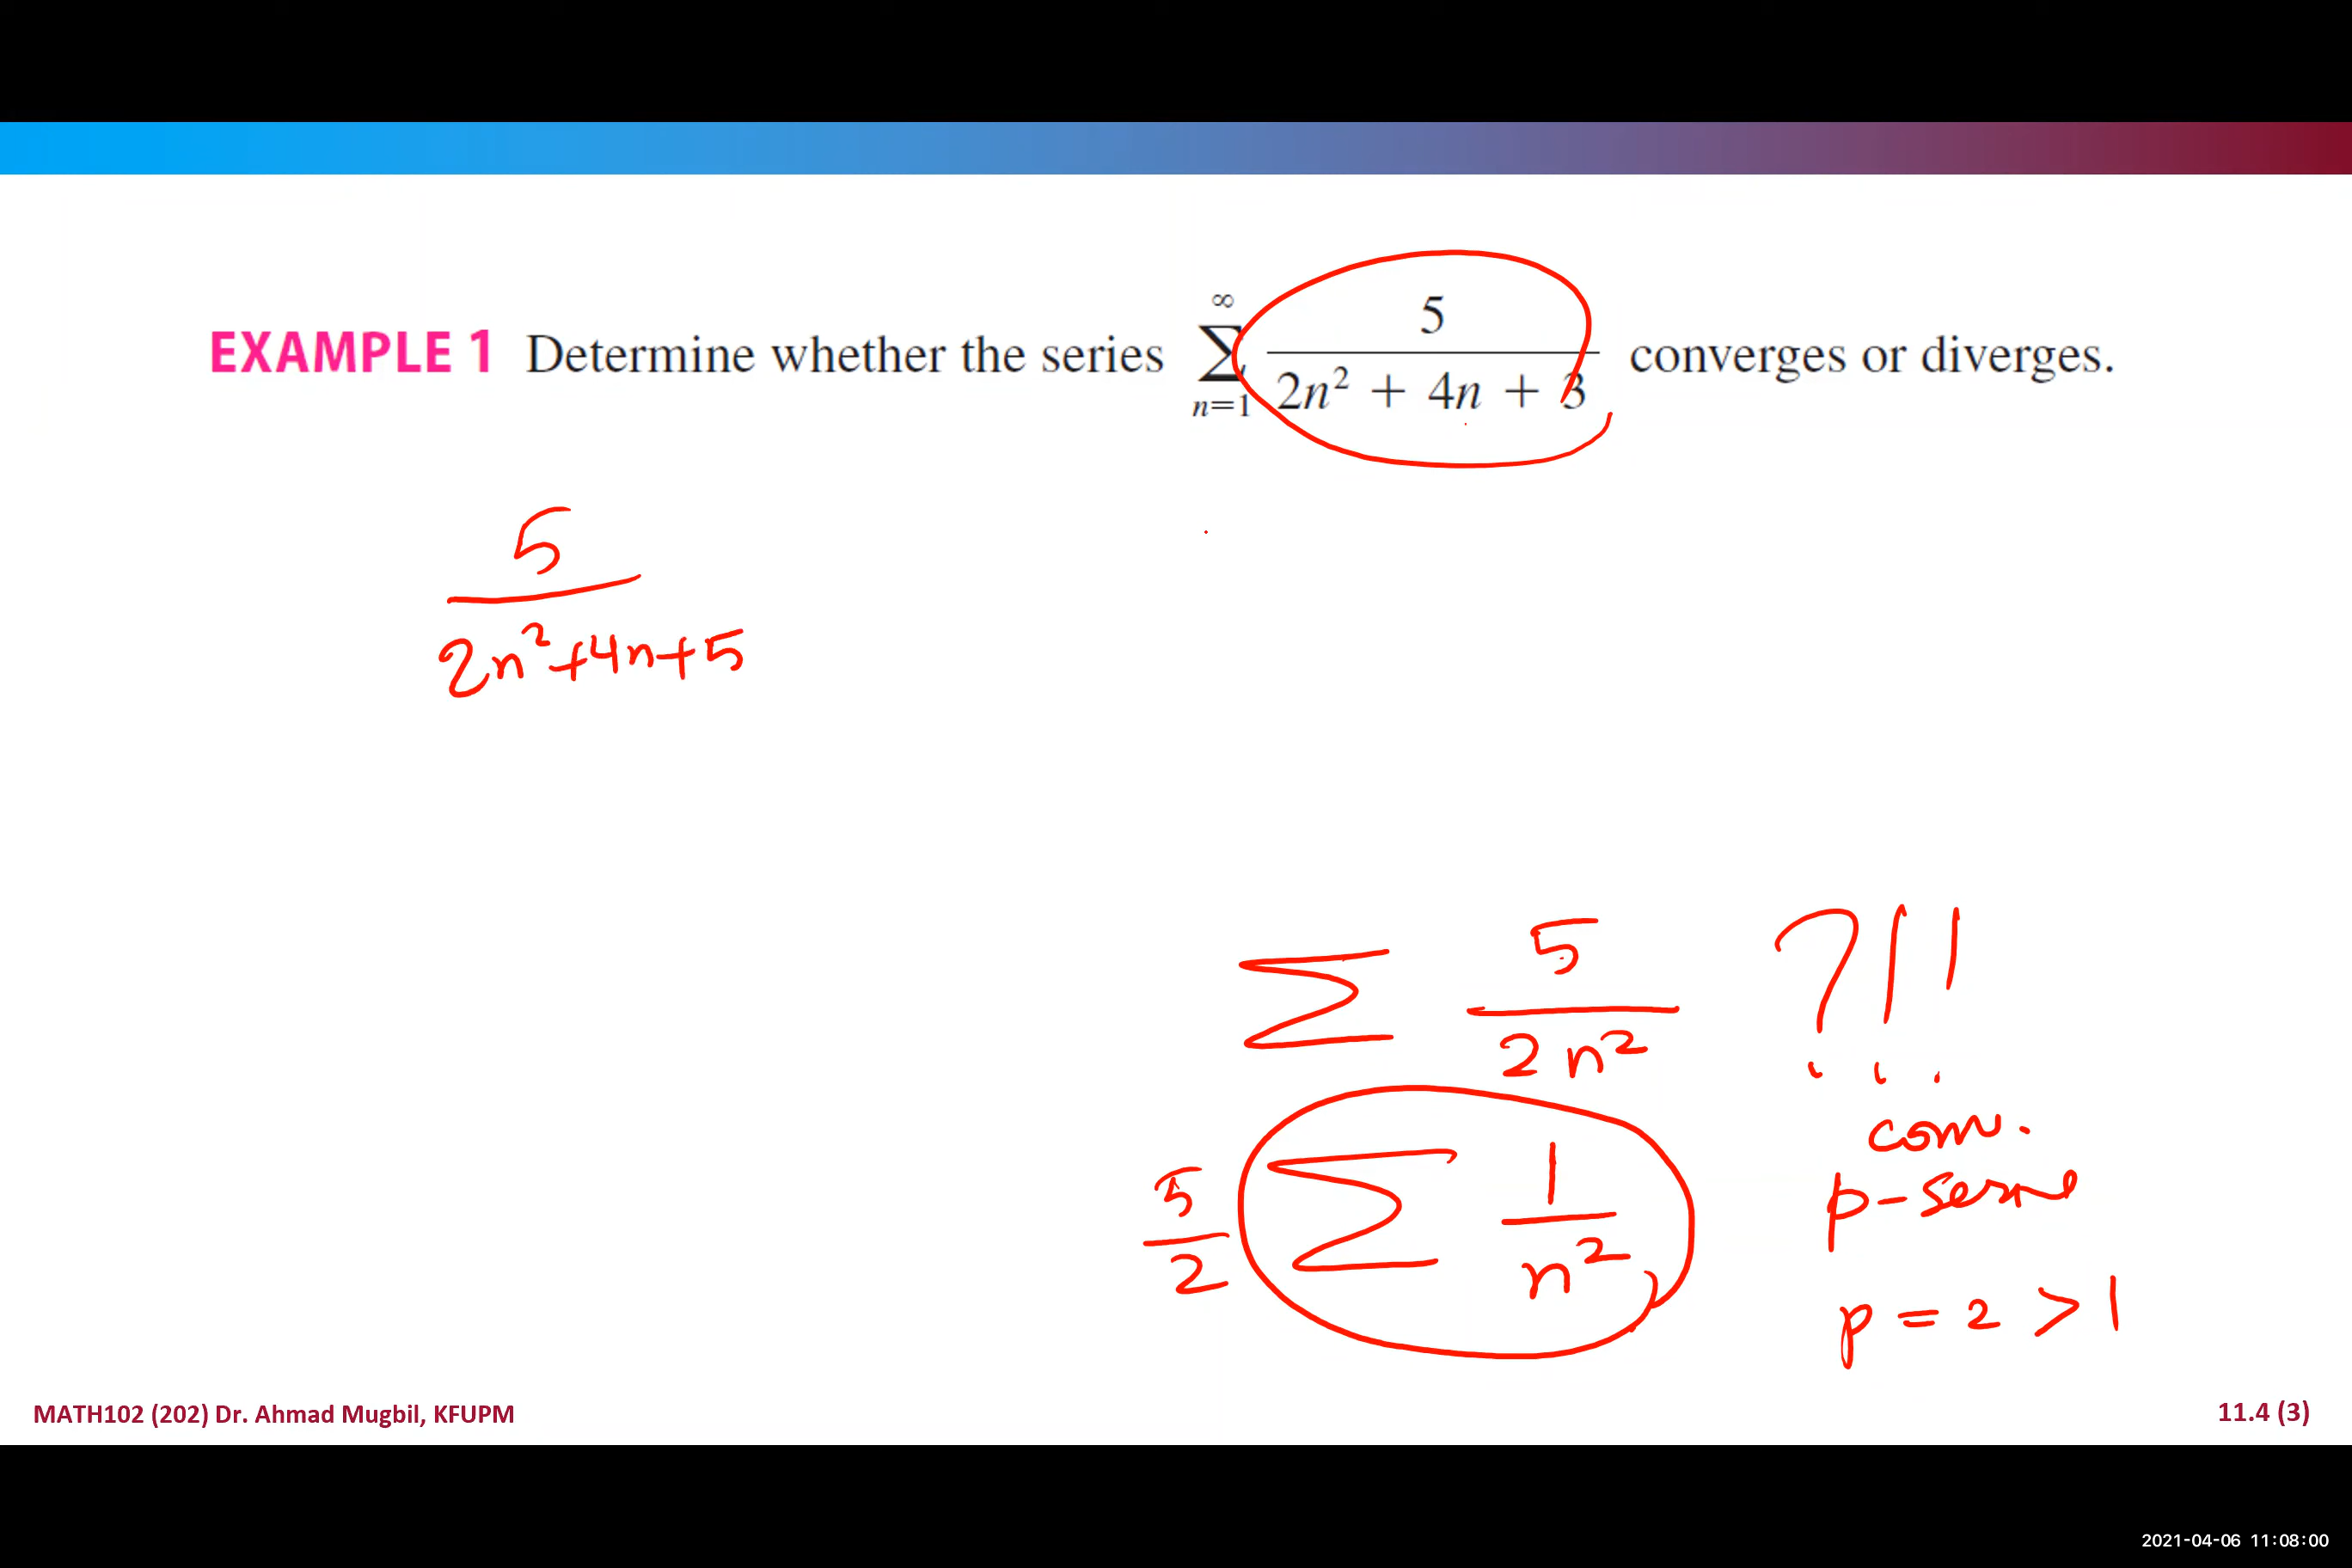 EXAMPLE 1 Determine whether the series ∑ n=1 ∞ 5 / (2n² + 4n + 3) converges or diverges.
5
2n²+4n+5
∑ 5 / 2n² ?!!
conv.
5/2 ∑ 1/n²
p-serie
p = 2 > 1
MATH102 (202) Dr. Ahmad Mugbil, KFUPM
11.4 (3)
2021-04-06 11:08:00